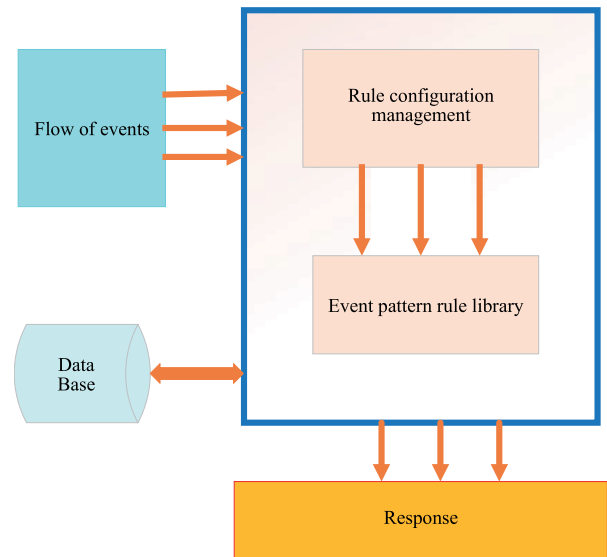 Flow of events
Rule configuration
management
Event pattern rule library
Data
Base
Response